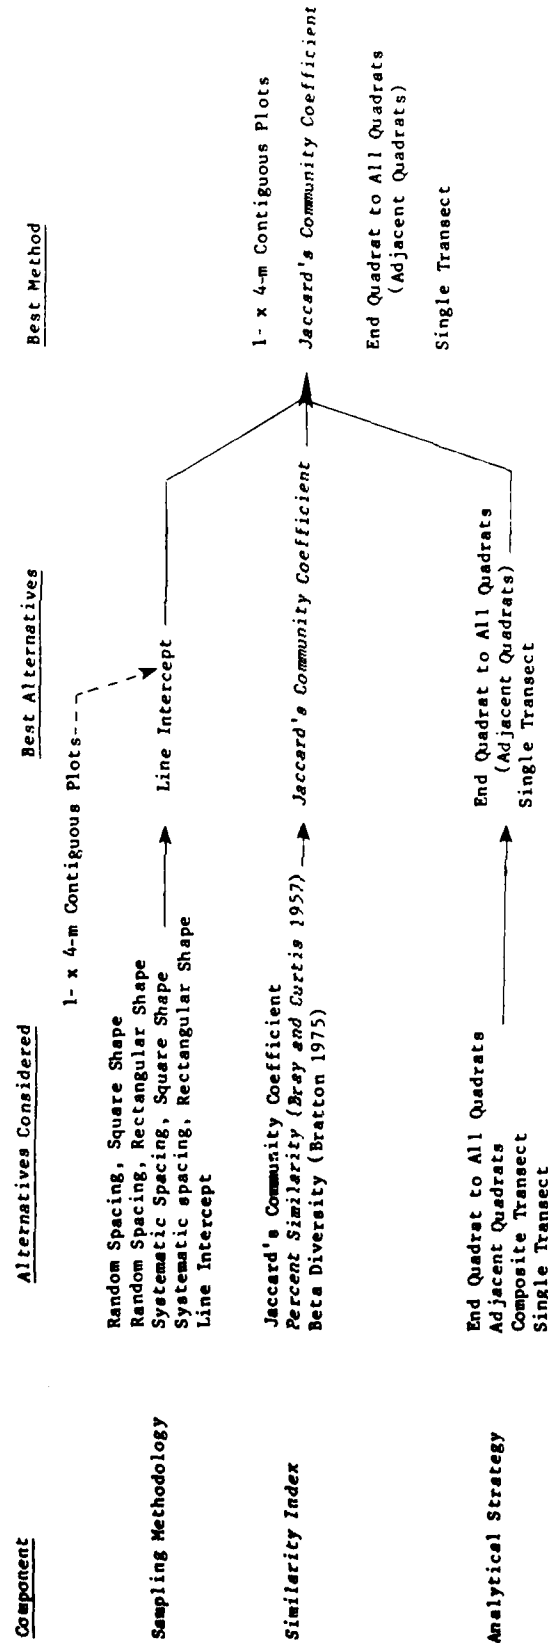 Component
Alternatives Considered
Best Alternatives
Best Method
Sampling Methodology
Random Spacing, Square Shape
Random Spacing, Rectangular Shape
Systematic Spacing, Square Shape
Systematic spacing, Rectangular Shape
Line Intercept
1- x 4-m Contiguous Plots
Line Intercept
Similarity Index
Jaccard's Community Coefficient
Percent Similarity (Bray and Curtis 1957)
Beta Diversity (Bratton 1975)
Jaccard's Community Coefficient
Analytical Strategy
End Quadrat to All Quadrats
Adjacent Quadrats
Composite Transect
Single Transect
End Quadrat to All Quadrats
(Adjacent Quadrats)
Single Transect
1- x 4-m Contiguous Plots
Jaccard's Community Coefficient
End Quadrat to All Quadrats
(Adjacent Quadrats)
Single Transect